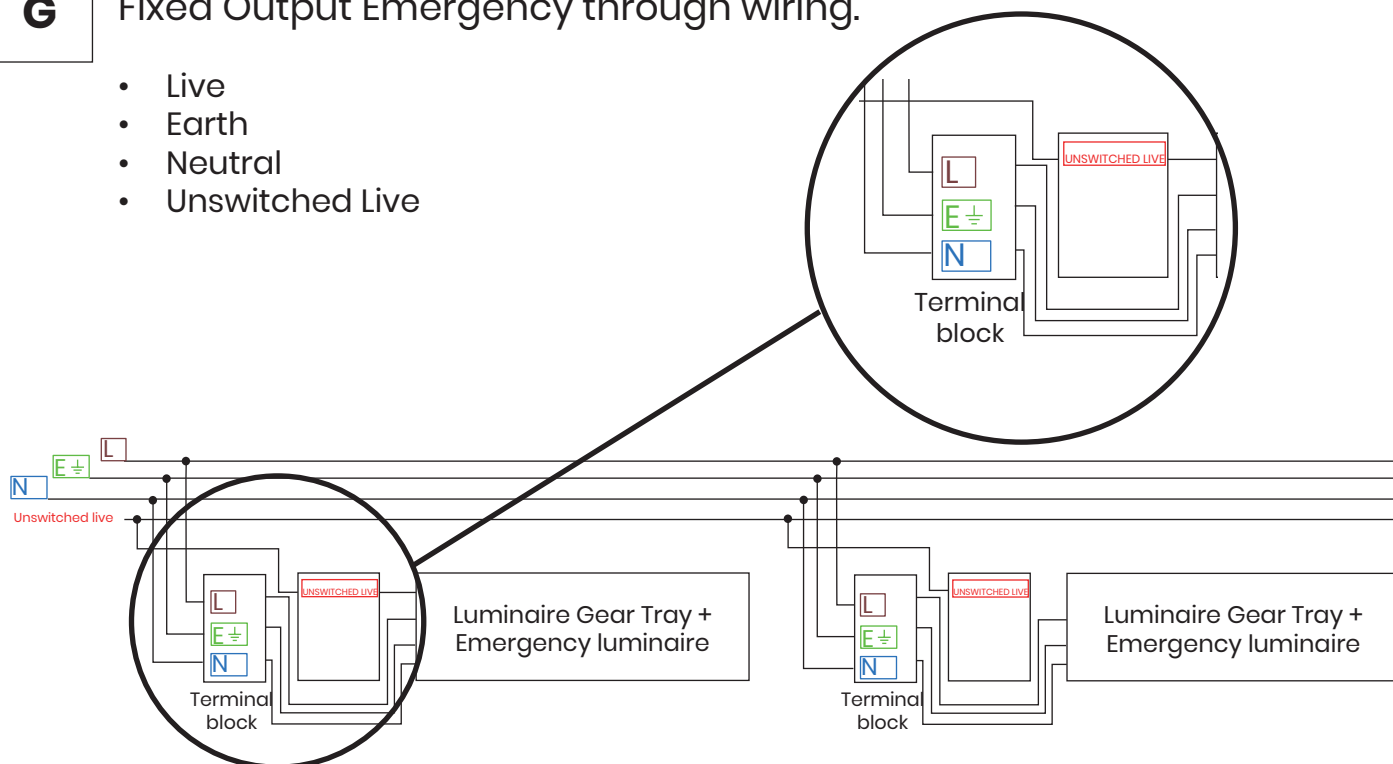 G
Fixed Output Emergency through wiring.
• Live
• Earth
• Neutral
• Unswitched Live
UNSWITCHED LIVE
L
E
N
Terminal
block
L
E
N
Unswitched live
UNSWITCHED LIVE
L
E
N
Terminal
block
Luminaire Gear Tray +
Emergency luminaire
UNSWITCHED LIVE
L
E
N
Terminal
block
Luminaire Gear Tray +
Emergency luminaire